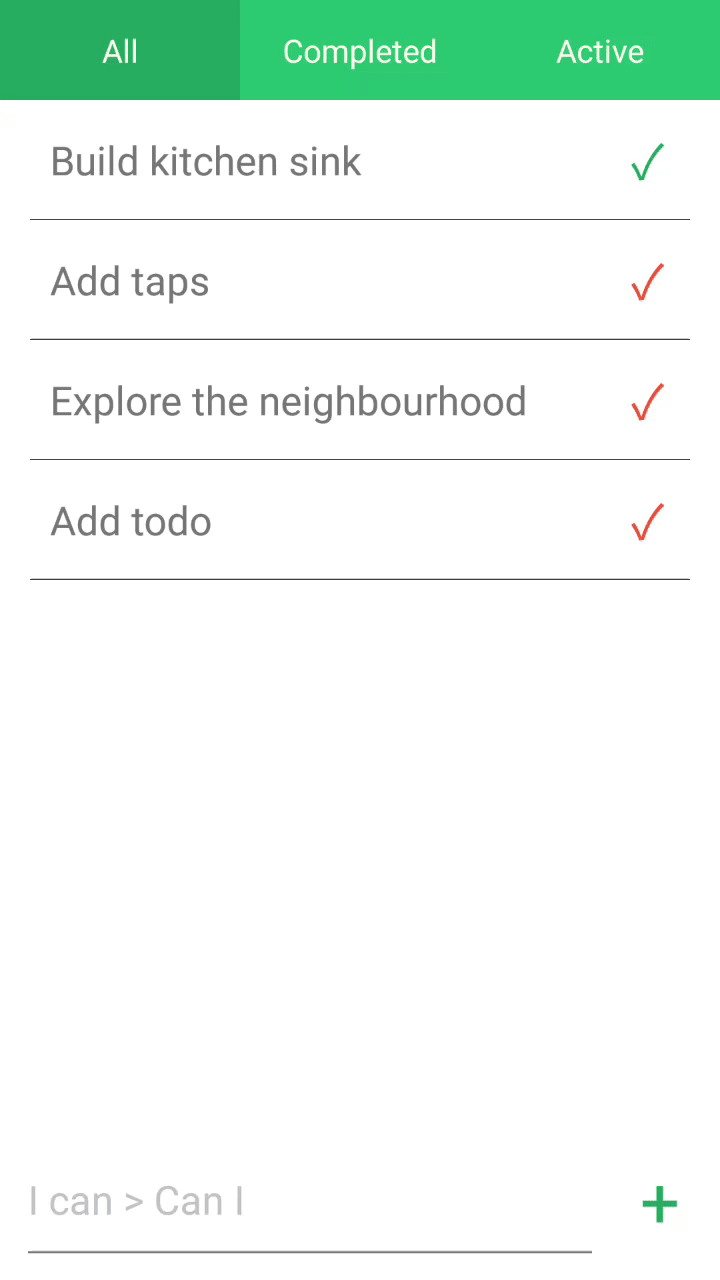 All Completed Active
Build kitchen sink ✓
Add taps ✓
Explore the neighbourhood ✓
Add todo ✓
I can > Can I +